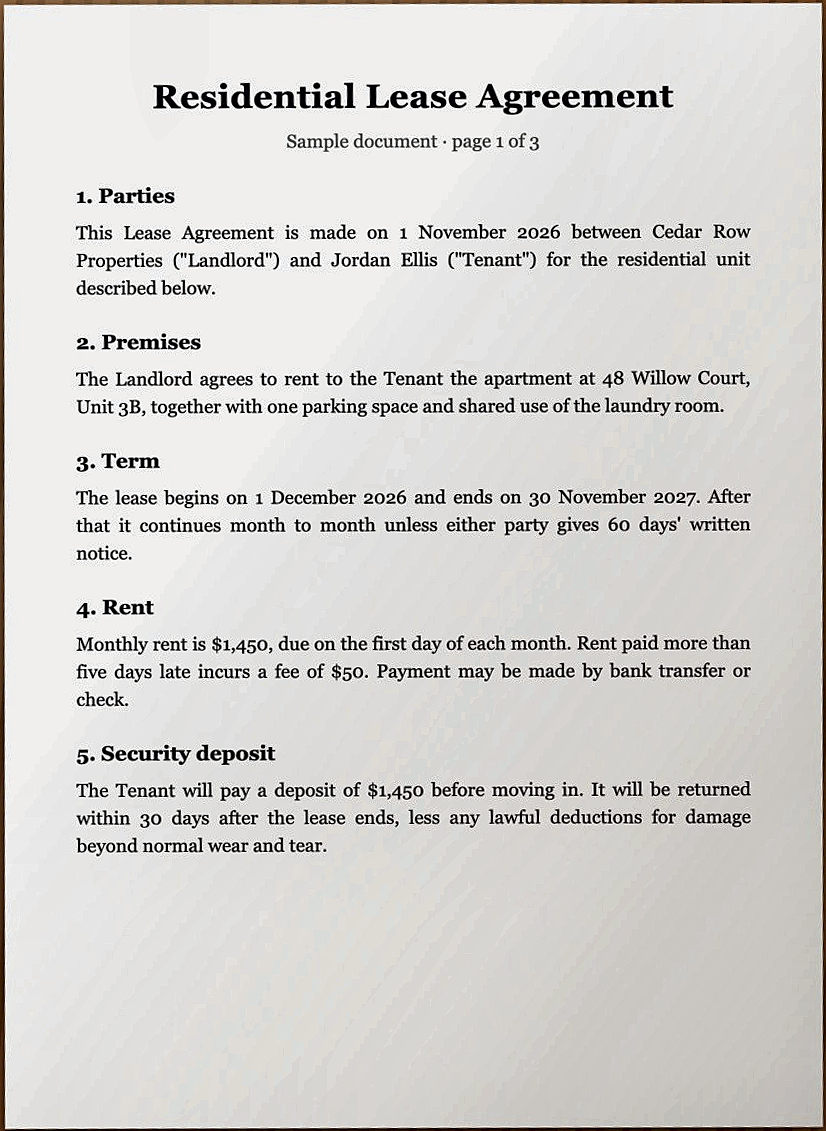 Residential Lease Agreement
Sample document · page 1 of 3
1. Parties
This Lease Agreement is made on 1 November 2026 between Cedar Row
Properties ("Landlord") and Jordan Ellis ("Tenant") for the residential unit
described below.
2. Premises
The Landlord agrees to rent to the Tenant the apartment at 48 Willow Court,
Unit 3B, together with one parking space and shared use of the laundry room.
3. Term
The lease begins on 1 December 2026 and ends on 30 November 2027. After
that it continues month to month unless either party gives 60 days' written
notice.
4. Rent
Monthly rent is $1,450, due on the first day of each month. Rent paid more than
five days late incurs a fee of $50. Payment may be made by bank transfer or
check.
5. Security deposit
The Tenant will pay a deposit of $1,450 before moving in. It will be returned
within 30 days after the lease ends, less any lawful deductions for damage
beyond normal wear and tear.